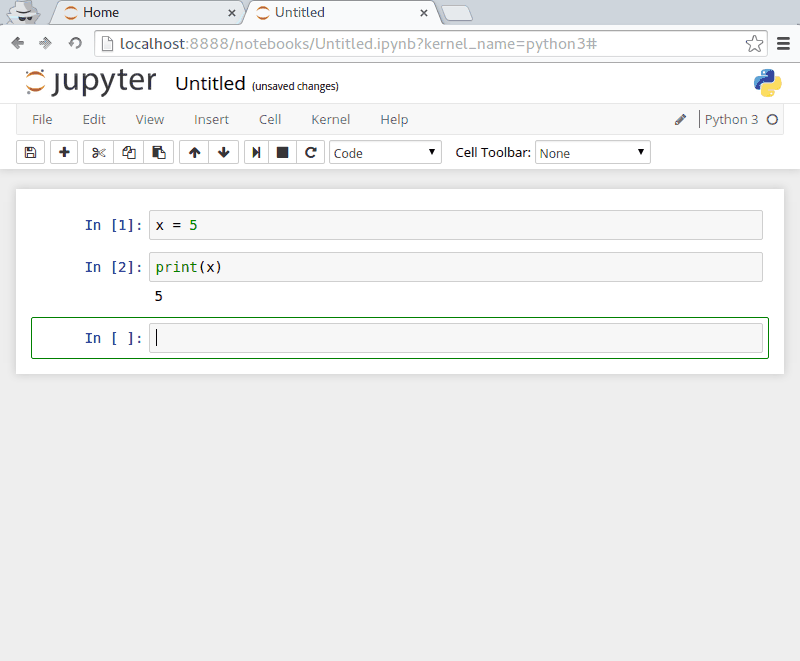 Home × Untitled ×
localhost:8888/notebooks/Untitled.ipynb?kernel_name=python3#
jupyter Untitled (unsaved changes)
File Edit View Insert Cell Kernel Help Python 3
Code Cell Toolbar: None
In [1]: x = 5
In [2]: print(x)
5
In [ ]: